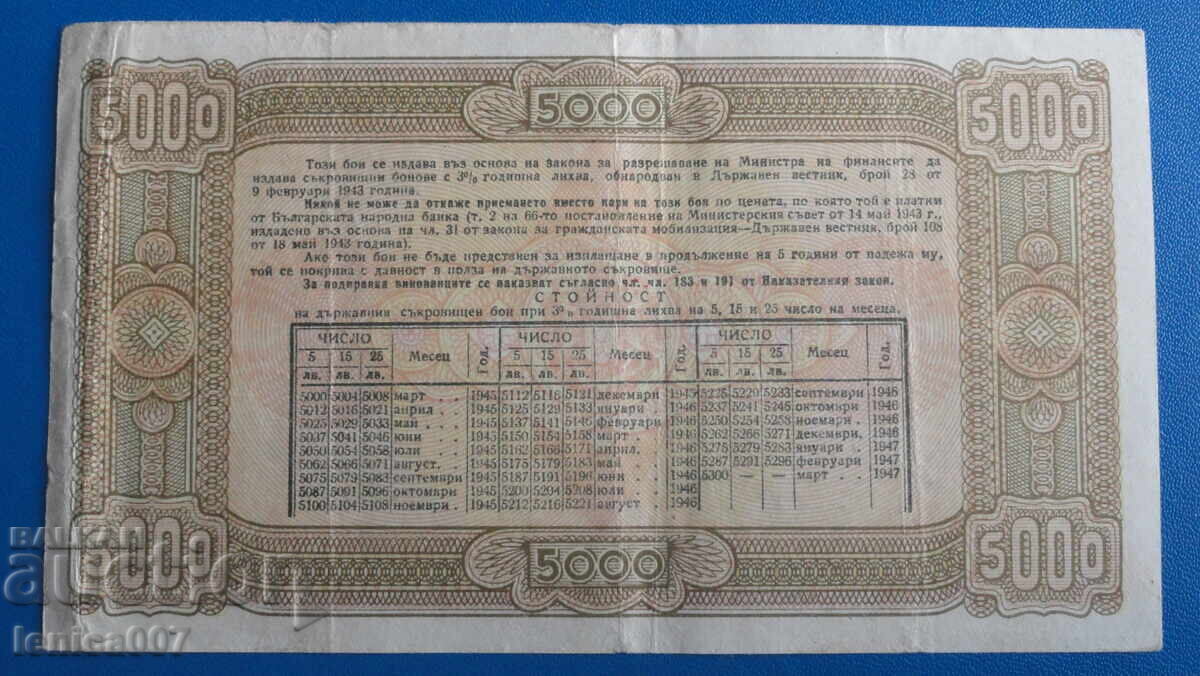 5000 5000 5000
Този бон се издава въз основа на закона за разрешаване на Министра на финансите да
издава съкровищни бонове с 3% годишна лихва, обнародван в Държавен вестник, брой 28 от
9 февруари 1943 година.
Никой не може да откаже приемането вместо пари на този бон по цената, по която той е платим
от Българската народна банка (т. 2 на 66-то постановление на Министерския съвет от 14 май 1943 г.,
издадено въз основа на чл. 31 от закона за гражданската мобилизация—Държавен вестник, брой 108
от 18 май 1943 година).
Ако този бон не бъде представен за изплащане в продължение на 5 години от падежа му,
той се покрива с давност в полза на държавното съкровище.
За подправка виновниците се наказват съгласно чл. чл. 183 и 191 от Наказателния закон.
СТОЙНОСТ
на държавния съкровищен бон при 3% годишна лихва на 5, 15 и 25 число на месеца.
ЧИСЛО Месец Год. ЧИСЛО Месец Год. ЧИСЛО Месец Год.
5 15 25 5 15 25 5 15 25
лв. лв. лв. лв. лв. лв. лв. лв. лв.
5000 5004 5008 март 1945 5112 5116 5121 декември 1945 5225 5229 5233 септември 1946
5012 5016 5021 април . 1945 5125 5129 5133 януари . 1946 5237 5241 5245 октомври 1946
5025 5029 5033 май . . 1945 5137 5141 5146 февруари 1946 5250 5254 5258 ноември . 1946
5037 5041 5046 юни . . 1945 5150 5154 5158 март . . 1946 5262 5266 5271 декември. 1946
5050 5054 5058 юли . . 1945 5162 5166 5171 април. . 1946 5275 5279 5283 януари . 1947
5062 5066 5071 август. . 1945 5175 5179 5183 май . . 1946 5287 5291 5296 февруари 1947
5075 5079 5083 септември 1945 5187 5191 5196 юни . . 1946 5300 — — март . . 1947
5087 5091 5096 октомври 1945 5200 5204 5208 юли . . 1946
5100 5104 5108 ноември . 1945 5212 5216 5221 август . 1946
5000 5000 5000
БАЛКАН
auction
lenica007